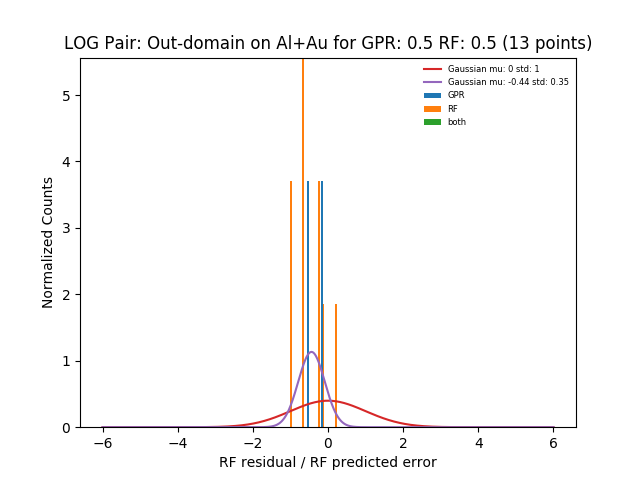 LOG Pair: Out-domain on Al+Au for GPR: 0.5 RF: 0.5 (13 points)
Gaussian mu: 0 std: 1
Gaussian mu: -0.44 std: 0.35
GPR
RF
both
Normalized Counts
5
4
3
2
1
0
−6
−4
−2
0
2
4
6
RF residual / RF predicted error